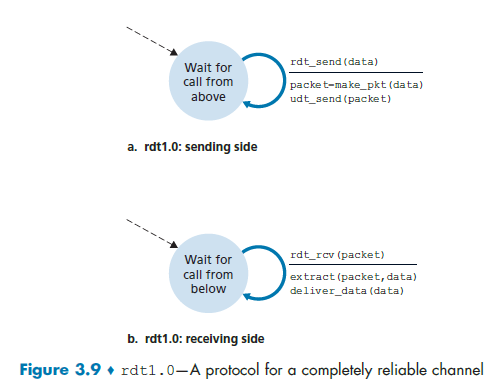 Wait for
call from
above
rdt_send(data)
packet=make_pkt(data)
udt_send(packet)
a. rdt1.0: sending side
Wait for
call from
below
rdt_rcv(packet)
extract(packet,data)
deliver_data(data)
b. rdt1.0: receiving side
Figure 3.9 ♦ rdt1.0—A protocol for a completely reliable channel